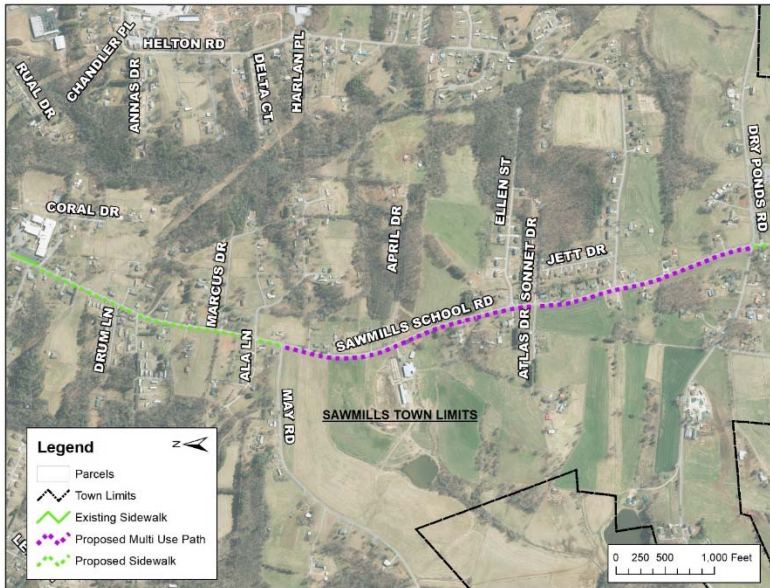 HELTON RD
CHANDLER PL
RUAL DR
ANNAS DR
DELTA CT
HARLAN PL
DRY PONDS RD
CORAL DR
ELLEN ST
APRIL DR
MARCUS DR
JETT DR
SONNET DR
ATLAS DR
DRUM LN
SAWMILLS SCHOOL RD
ALA LN
MAY RD
SAWMILLS TOWN LIMITS
Legend
N
Parcels
Town Limits
Existing Sidewalk
Proposed Multi Use Path
Proposed Sidewalk
0 250 500 1,000 Feet